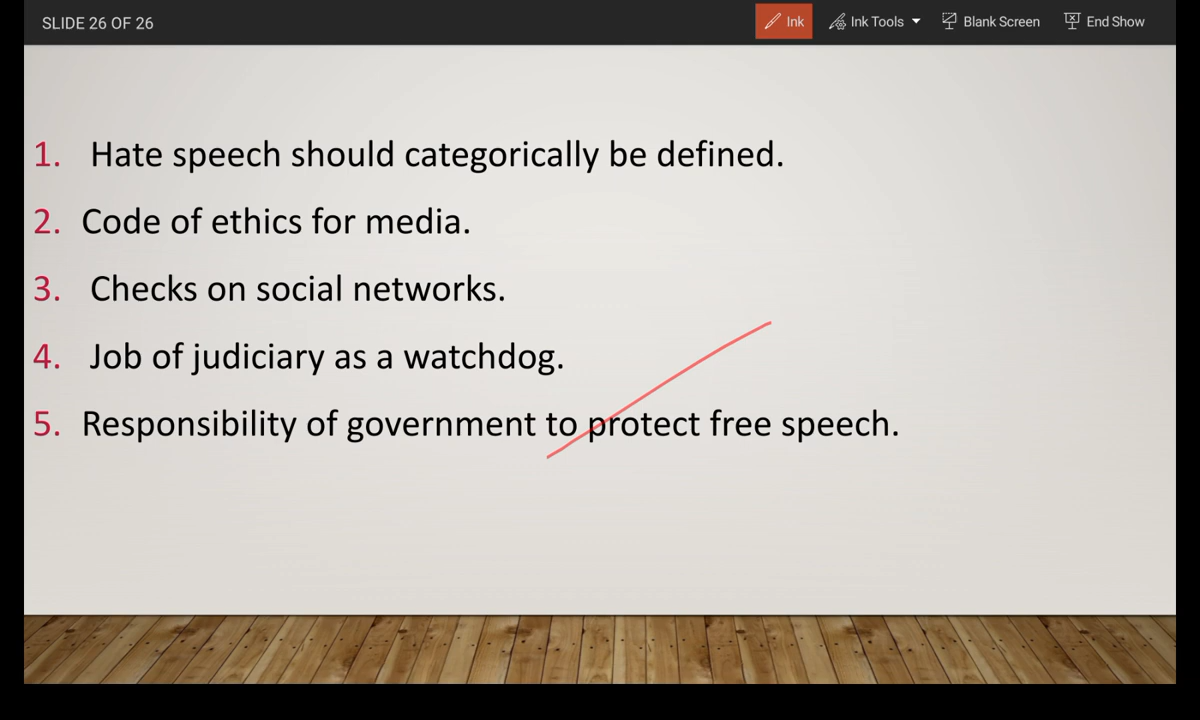 SLIDE 26 OF 26
Ink
Ink Tools
Blank Screen
End Show
1. Hate speech should categorically be defined.
2. Code of ethics for media.
3. Checks on social networks.
4. Job of judiciary as a watchdog.
5. Responsibility of government to protect free speech.